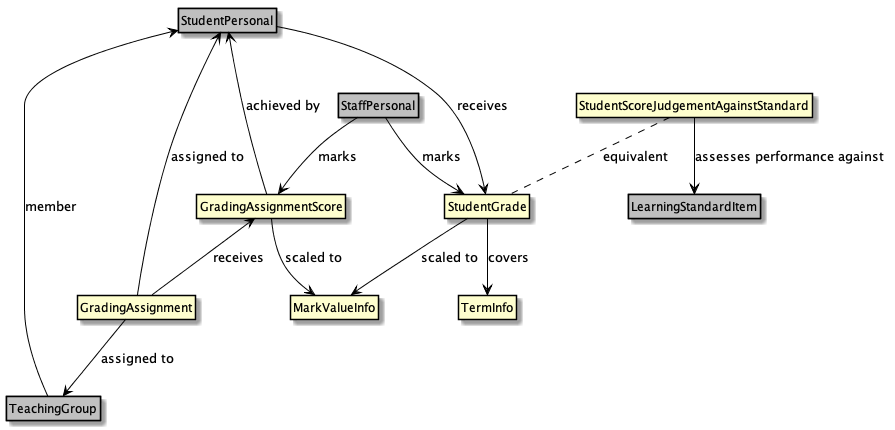 StudentPersonal
StaffPersonal
StudentScoreJudgementAgainstStandard
achieved by
receives
assigned to
marks
marks
equivalent
assesses performance against
member
GradingAssignmentScore
StudentGrade
LearningStandardItem
receives
scaled to
scaled to
covers
GradingAssignment
MarkValueInfo
TermInfo
assigned to
TeachingGroup